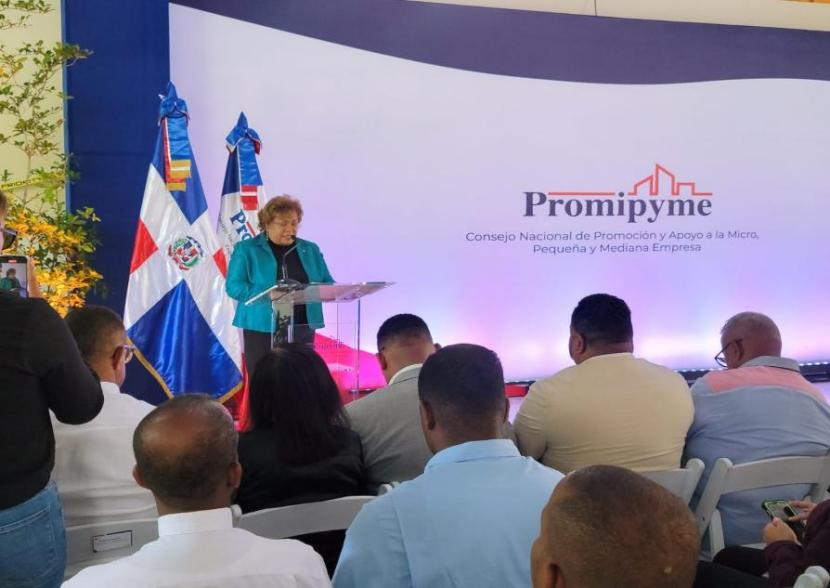 Promipyme
Consejo Nacional de Promoción y Apoyo a la Micro,
Pequeña y Mediana Empresa